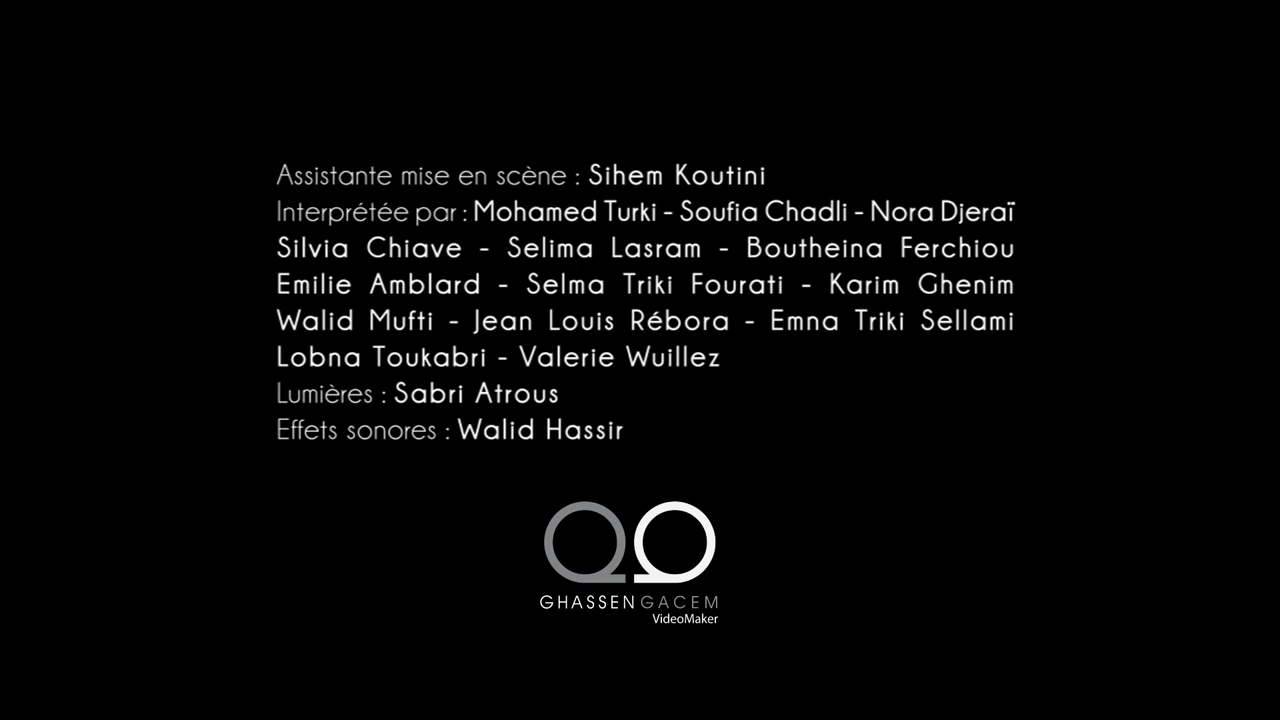 Assistante mise en scène : Sihem Koutini
Interprétée par : Mohamed Turki - Soufia Chadli - Nora Djeraï
Silvia Chiave - Selima Lasram - Boutheina Ferchiou
Emilie Amblard - Selma Triki Fourati - Karim Ghenim
Walid Mufti - Jean Louis Rébora - Emna Triki Sellami
Lobna Toukabri - Valerie Wuillez
Lumières : Sabri Atrous
Effets sonores : Walid Hassir
GHASSEN GACEM
VideoMaker